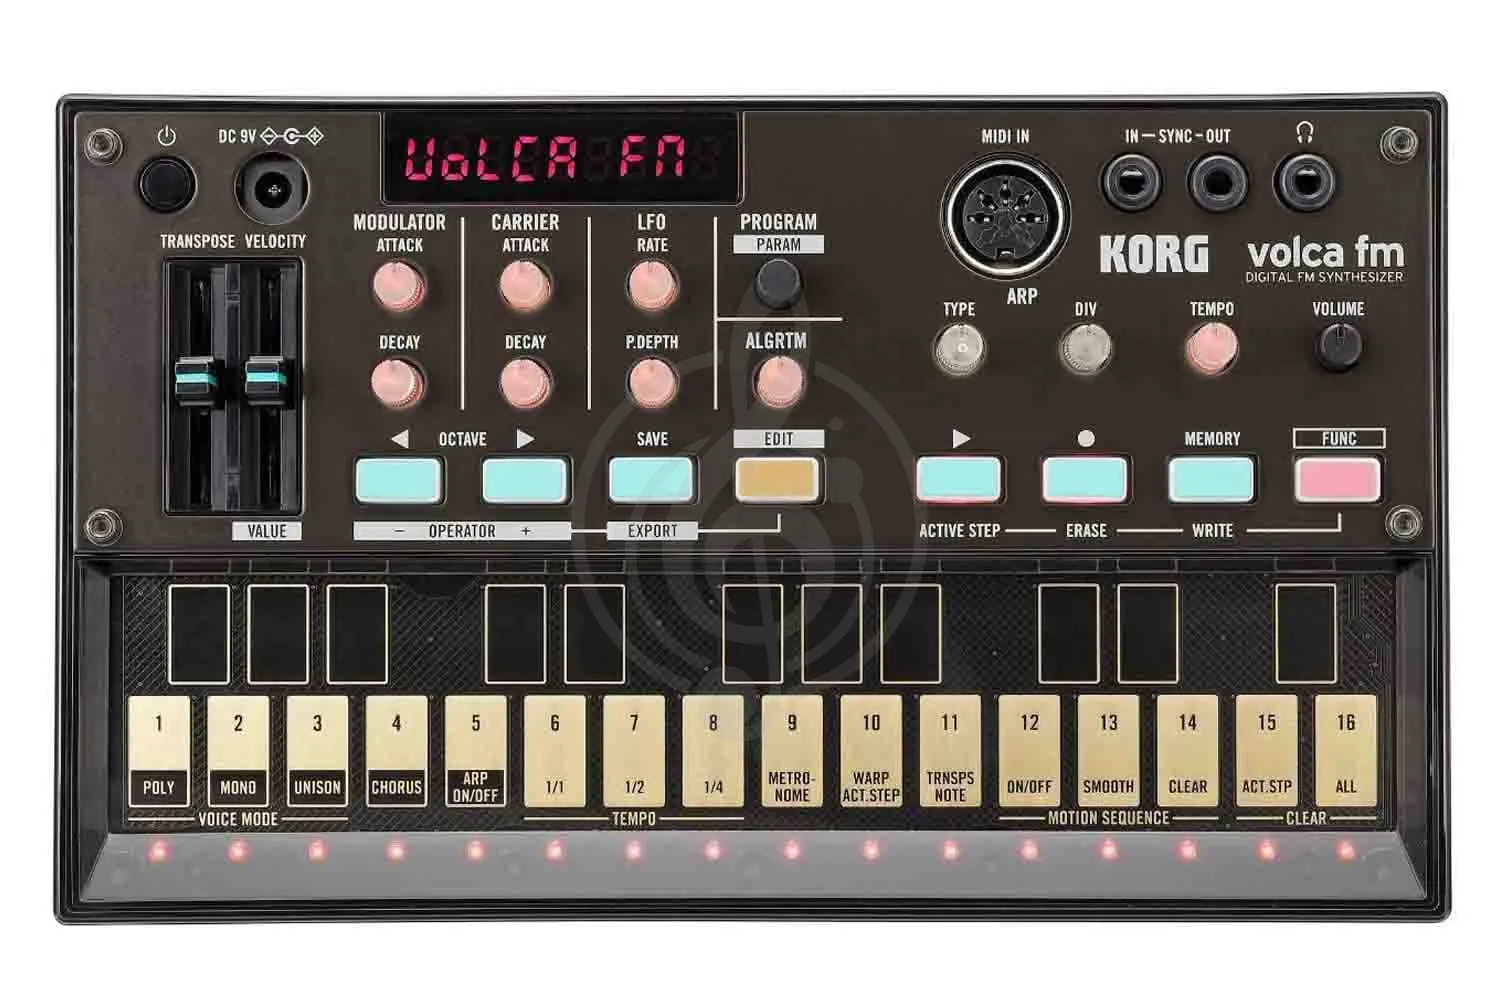 DC 9V
VoLCA FM
MIDI IN
IN — SYNC - OUT
KORG
volca fm
DIGITAL FM SYNTHESIZER
TRANSPOSE VELOCITY
MODULATOR
ATTACK
CARRIER
ATTACK
LFO
RATE
PROGRAM
PARAM
ARP
TYPE
DIV
TEMPO
VOLUME
DECAY
DECAY
P.DEPTH
ALGRTM
OCTAVE
SAVE
EDIT
MEMORY
FUNC
VALUE
- OPERATOR +
EXPORT
ACTIVE STEP
ERASE
WRITE
1
2
3
4
5
6
7
8
9
10
11
12
13
14
15
16
POLY
MONO
UNISON
CHORUS
ARP
ON/OFF
1/1
1/2
1/4
METRO-
NOME
WARP
ACT.STEP
TRNSPS
NOTE
ON/OFF
SMOOTH
CLEAR
ACT.STP
ALL
VOICE MODE
TEMPO
MOTION SEQUENCE
CLEAR